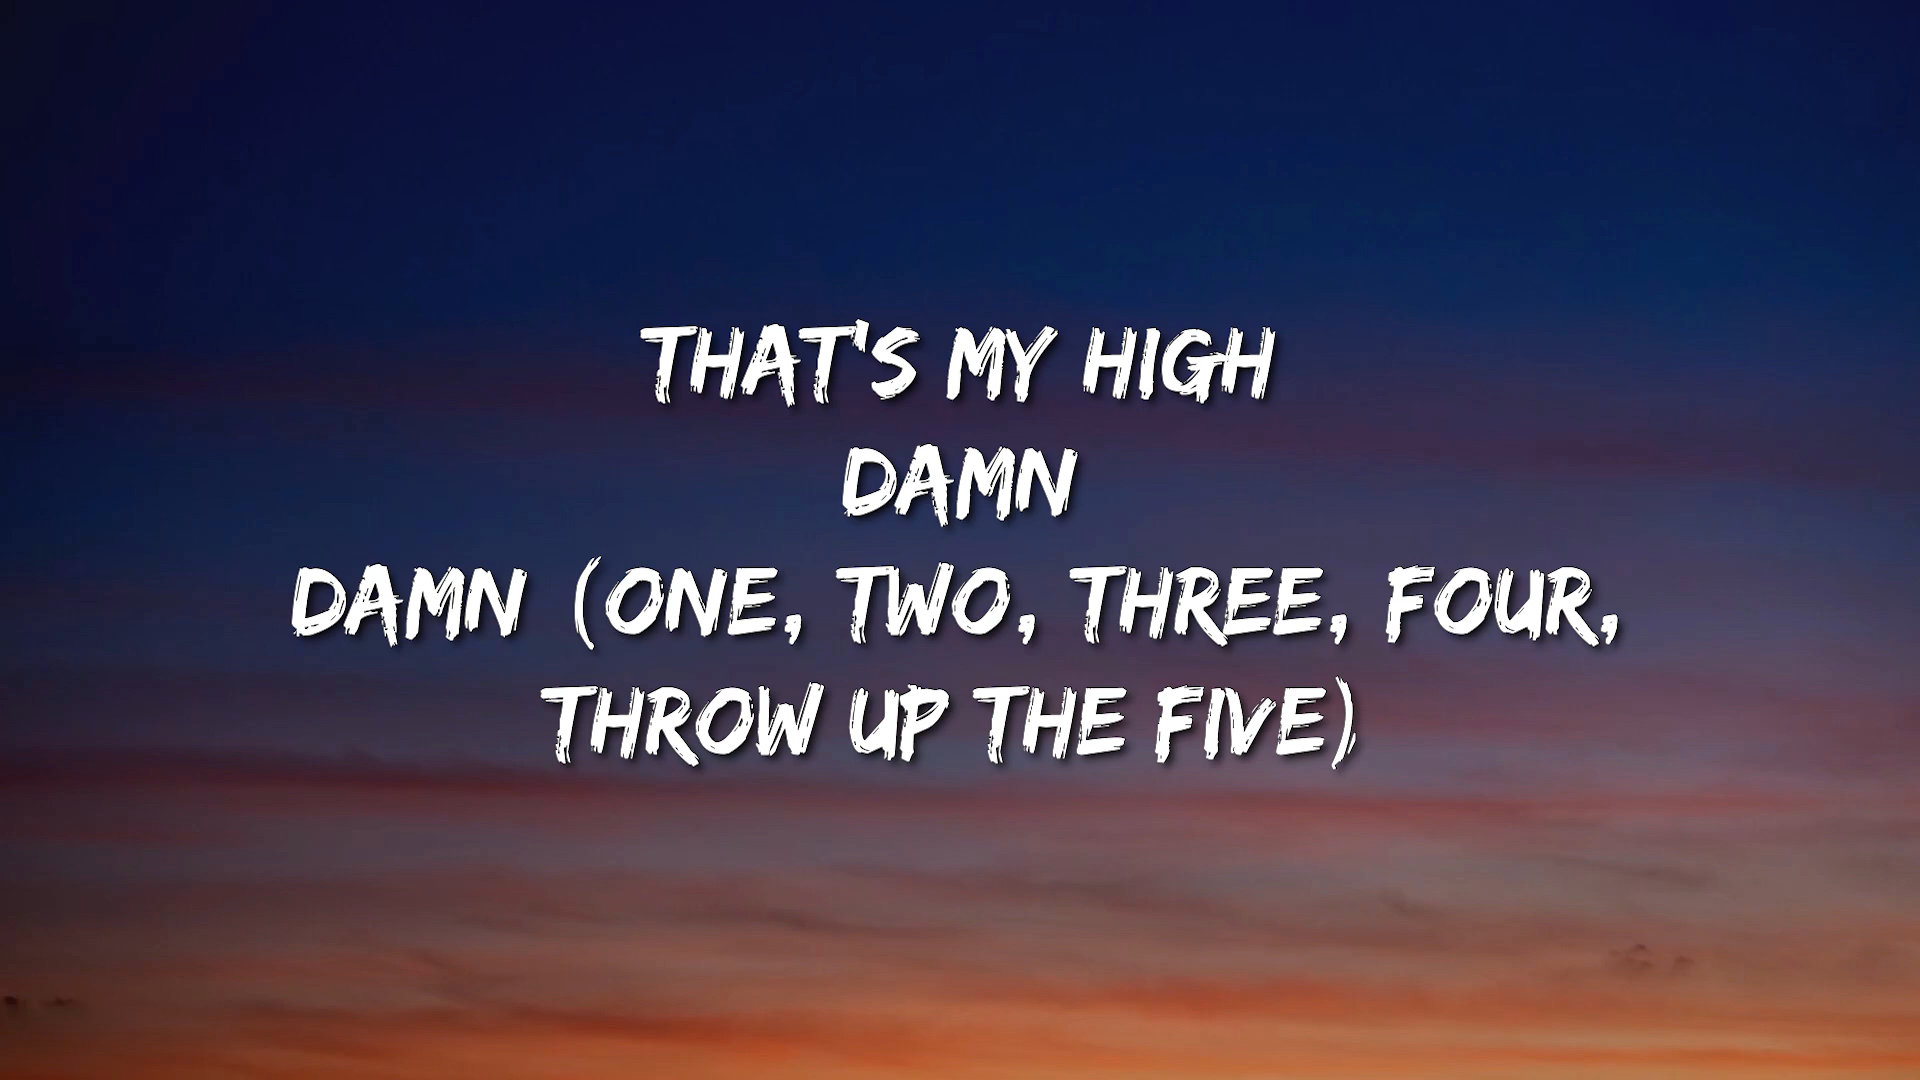 THAT'S MY HIGH
DAMN
DAMN (ONE, TWO, THREE, FOUR,
THROW UP THE FIVE)